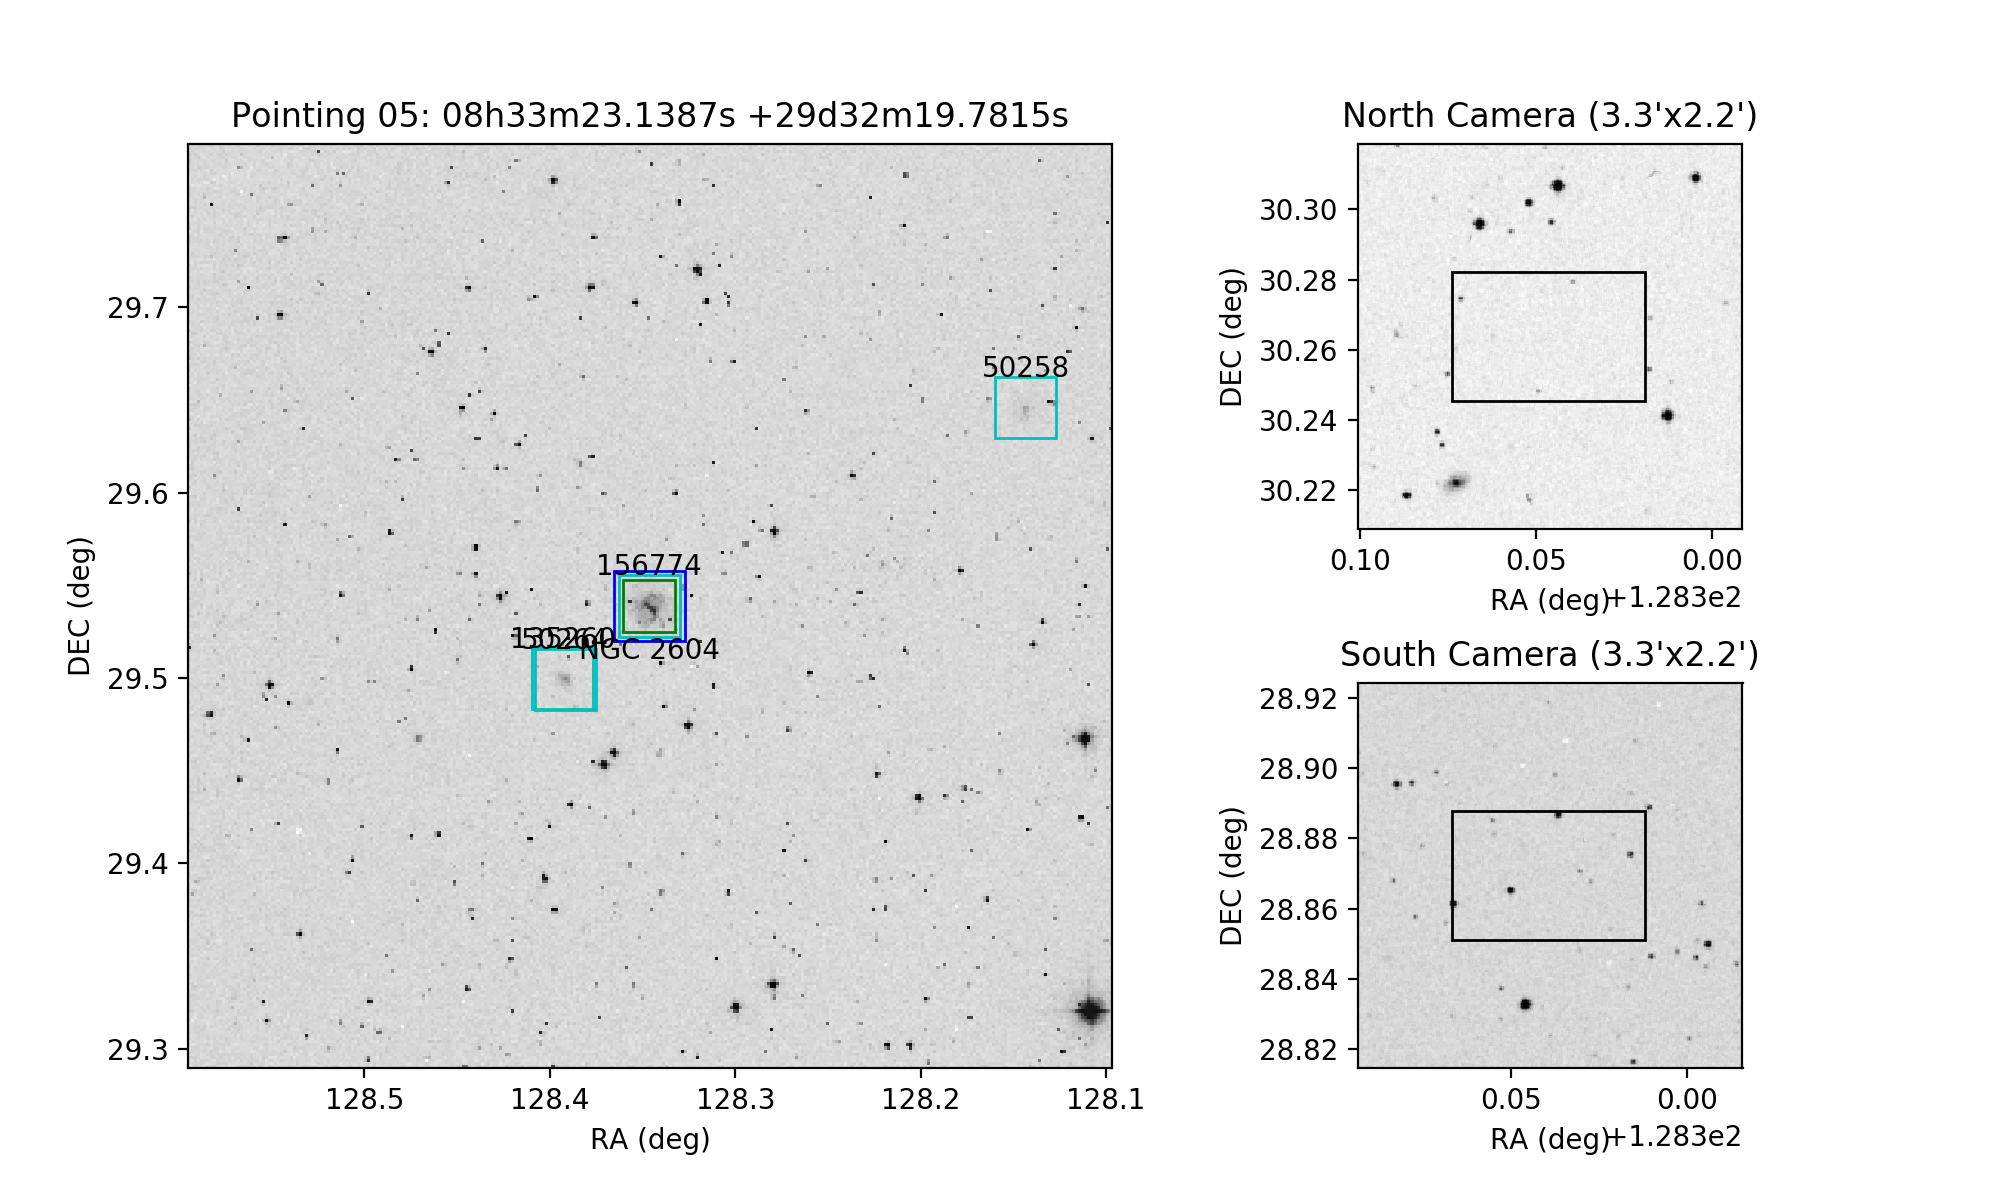 Pointing 05: 08h33m23.1387s +29d32m19.7815s
DEC (deg)
29.7
29.6
29.5
29.4
29.3
50258
156774
NGC 2604
128.5 128.4 128.3 128.2 128.1
RA (deg)
North Camera (3.3'x2.2')
DEC (deg)
30.30
30.28
30.26
30.24
30.22
0.10 0.05 0.00
RA (deg)
+1.283e2
South Camera (3.3'x2.2')
DEC (deg)
28.92
28.90
28.88
28.86
28.84
28.82
0.05 0.00
RA (deg)
+1.283e2